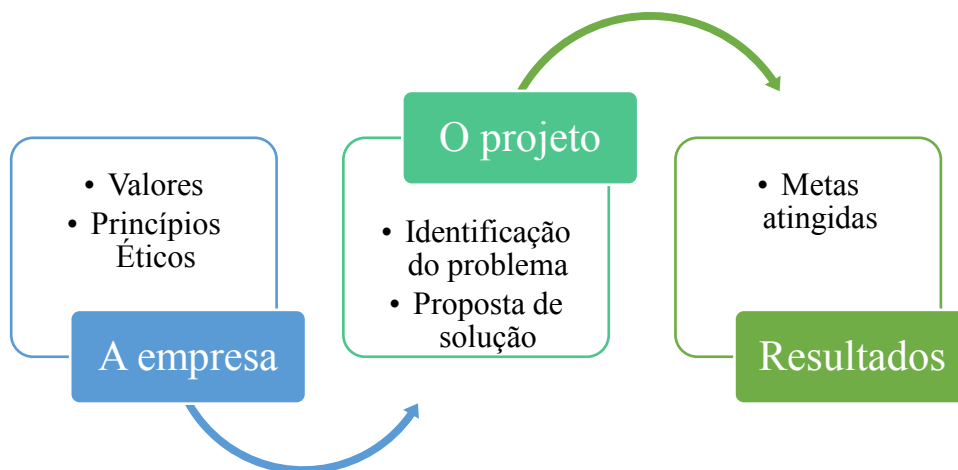 • Valores
• Princípios
Éticos
A empresa
O projeto
• Identificação
do problema
• Proposta de
solução
• Metas
atingidas
Resultados